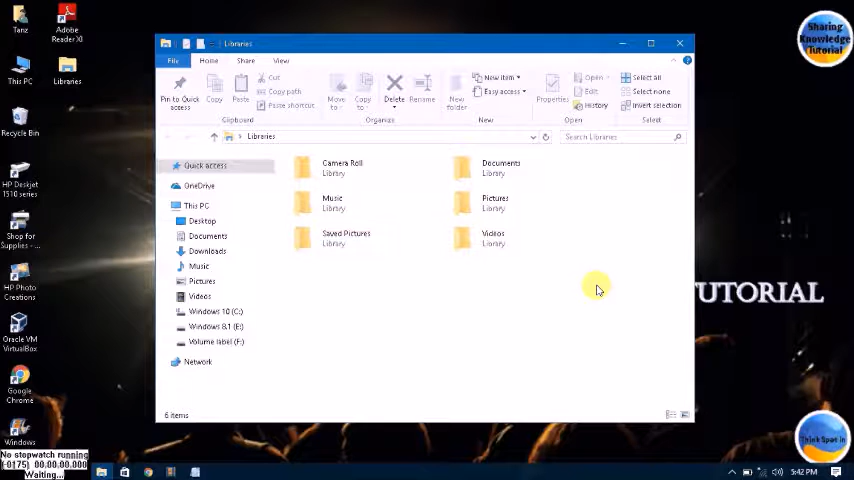 Tanz
Adobe
Reader XI
This PC
Libraries
Recycle Bin
HP Deskjet
1510 series
Shop for
Supplies - ...
HP Photo
Creations
Oracle VM
VirtualBox
Google
Chrome
Windows
Libraries
File
Home
Share
View
Pin to Quick
access
Copy
Paste
Cut
Copy path
Paste shortcut
Clipboard
Move
to
Copy
to
Delete
Rename
Organize
New
folder
New item
Easy access
New
Properties
Open
Edit
History
Open
Select all
Select none
Invert selection
Select
Libraries
Search Libraries
Quick access
OneDrive
This PC
Desktop
Documents
Downloads
Music
Pictures
Videos
Windows 10 (C:)
Windows 8.1 (E:)
Volume label (F:)
Network
Camera Roll
Library
Documents
Library
Music
Library
Pictures
Library
Saved Pictures
Library
Videos
Library
6 items
Sharing
Knowledge
Tutorial
TUTORIAL
Think Spot In
No stopwatch running
(-0175) 00,00,00.000
Waiting...
5:42 PM